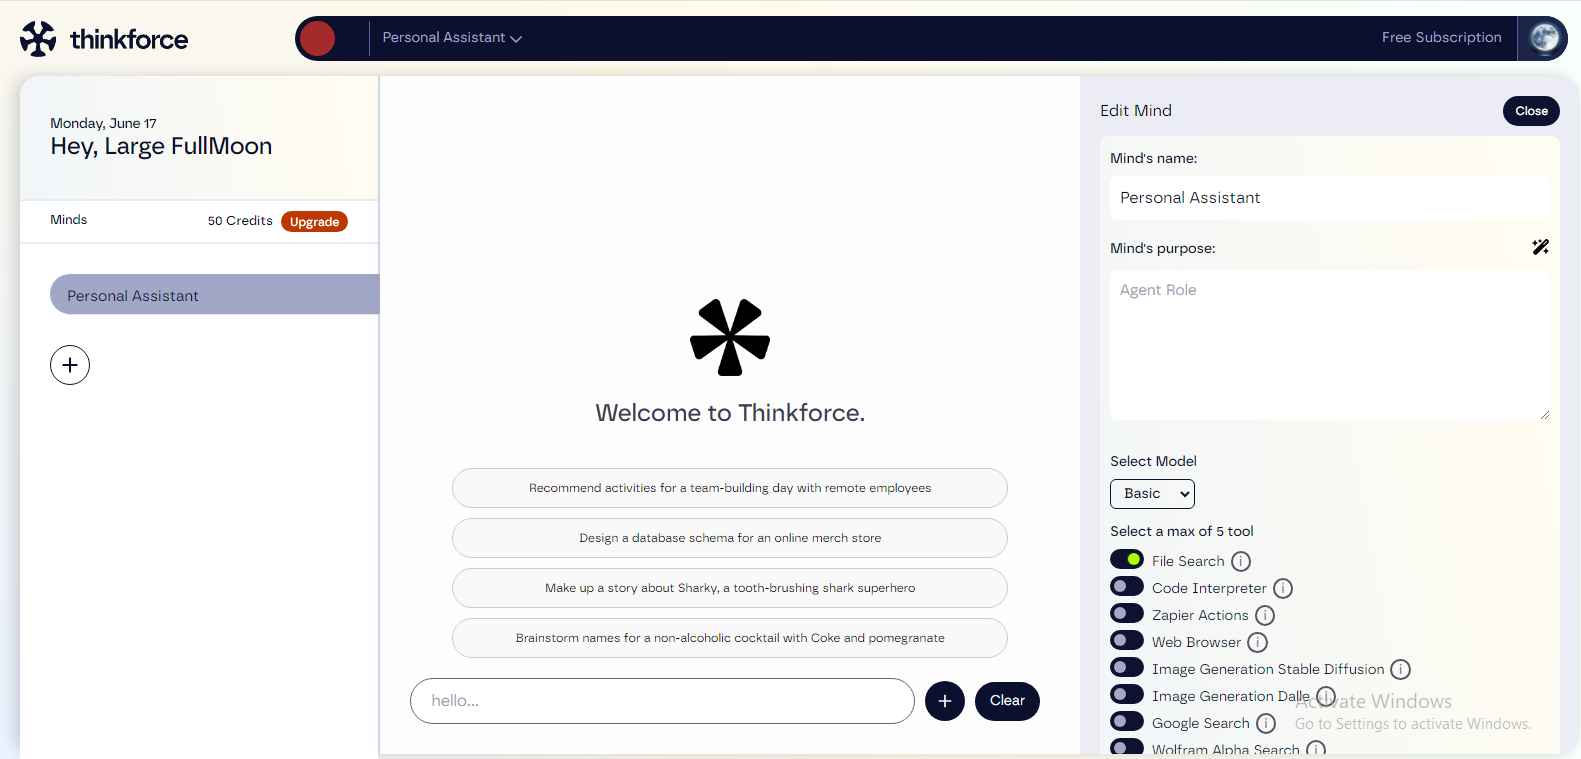 thinkforce
Personal Assistant
Free Subscription
Monday, June 17
Hey, Large FullMoon
Minds
50 Credits
Upgrade
Personal Assistant
Welcome to Thinkforce.
Recommend activities for a team-building day with remote employees
Design a database schema for an online merch store
Make up a story about Sharky, a tooth-brushing shark superhero
Brainstorm names for a non-alcoholic cocktail with Coke and pomegranate
hello...
Clear
Edit Mind
Close
Mind's name:
Personal Assistant
Mind's purpose:
Agent Role
Select Model
Basic
Select a max of 5 tool
File Search
Code Interpreter
Zapier Actions
Web Browser
Image Generation Stable Diffusion
Image Generation Dalle
Google Search
Wolfram Alpha Search
Activate Windows
Go to Settings to activate Windows.